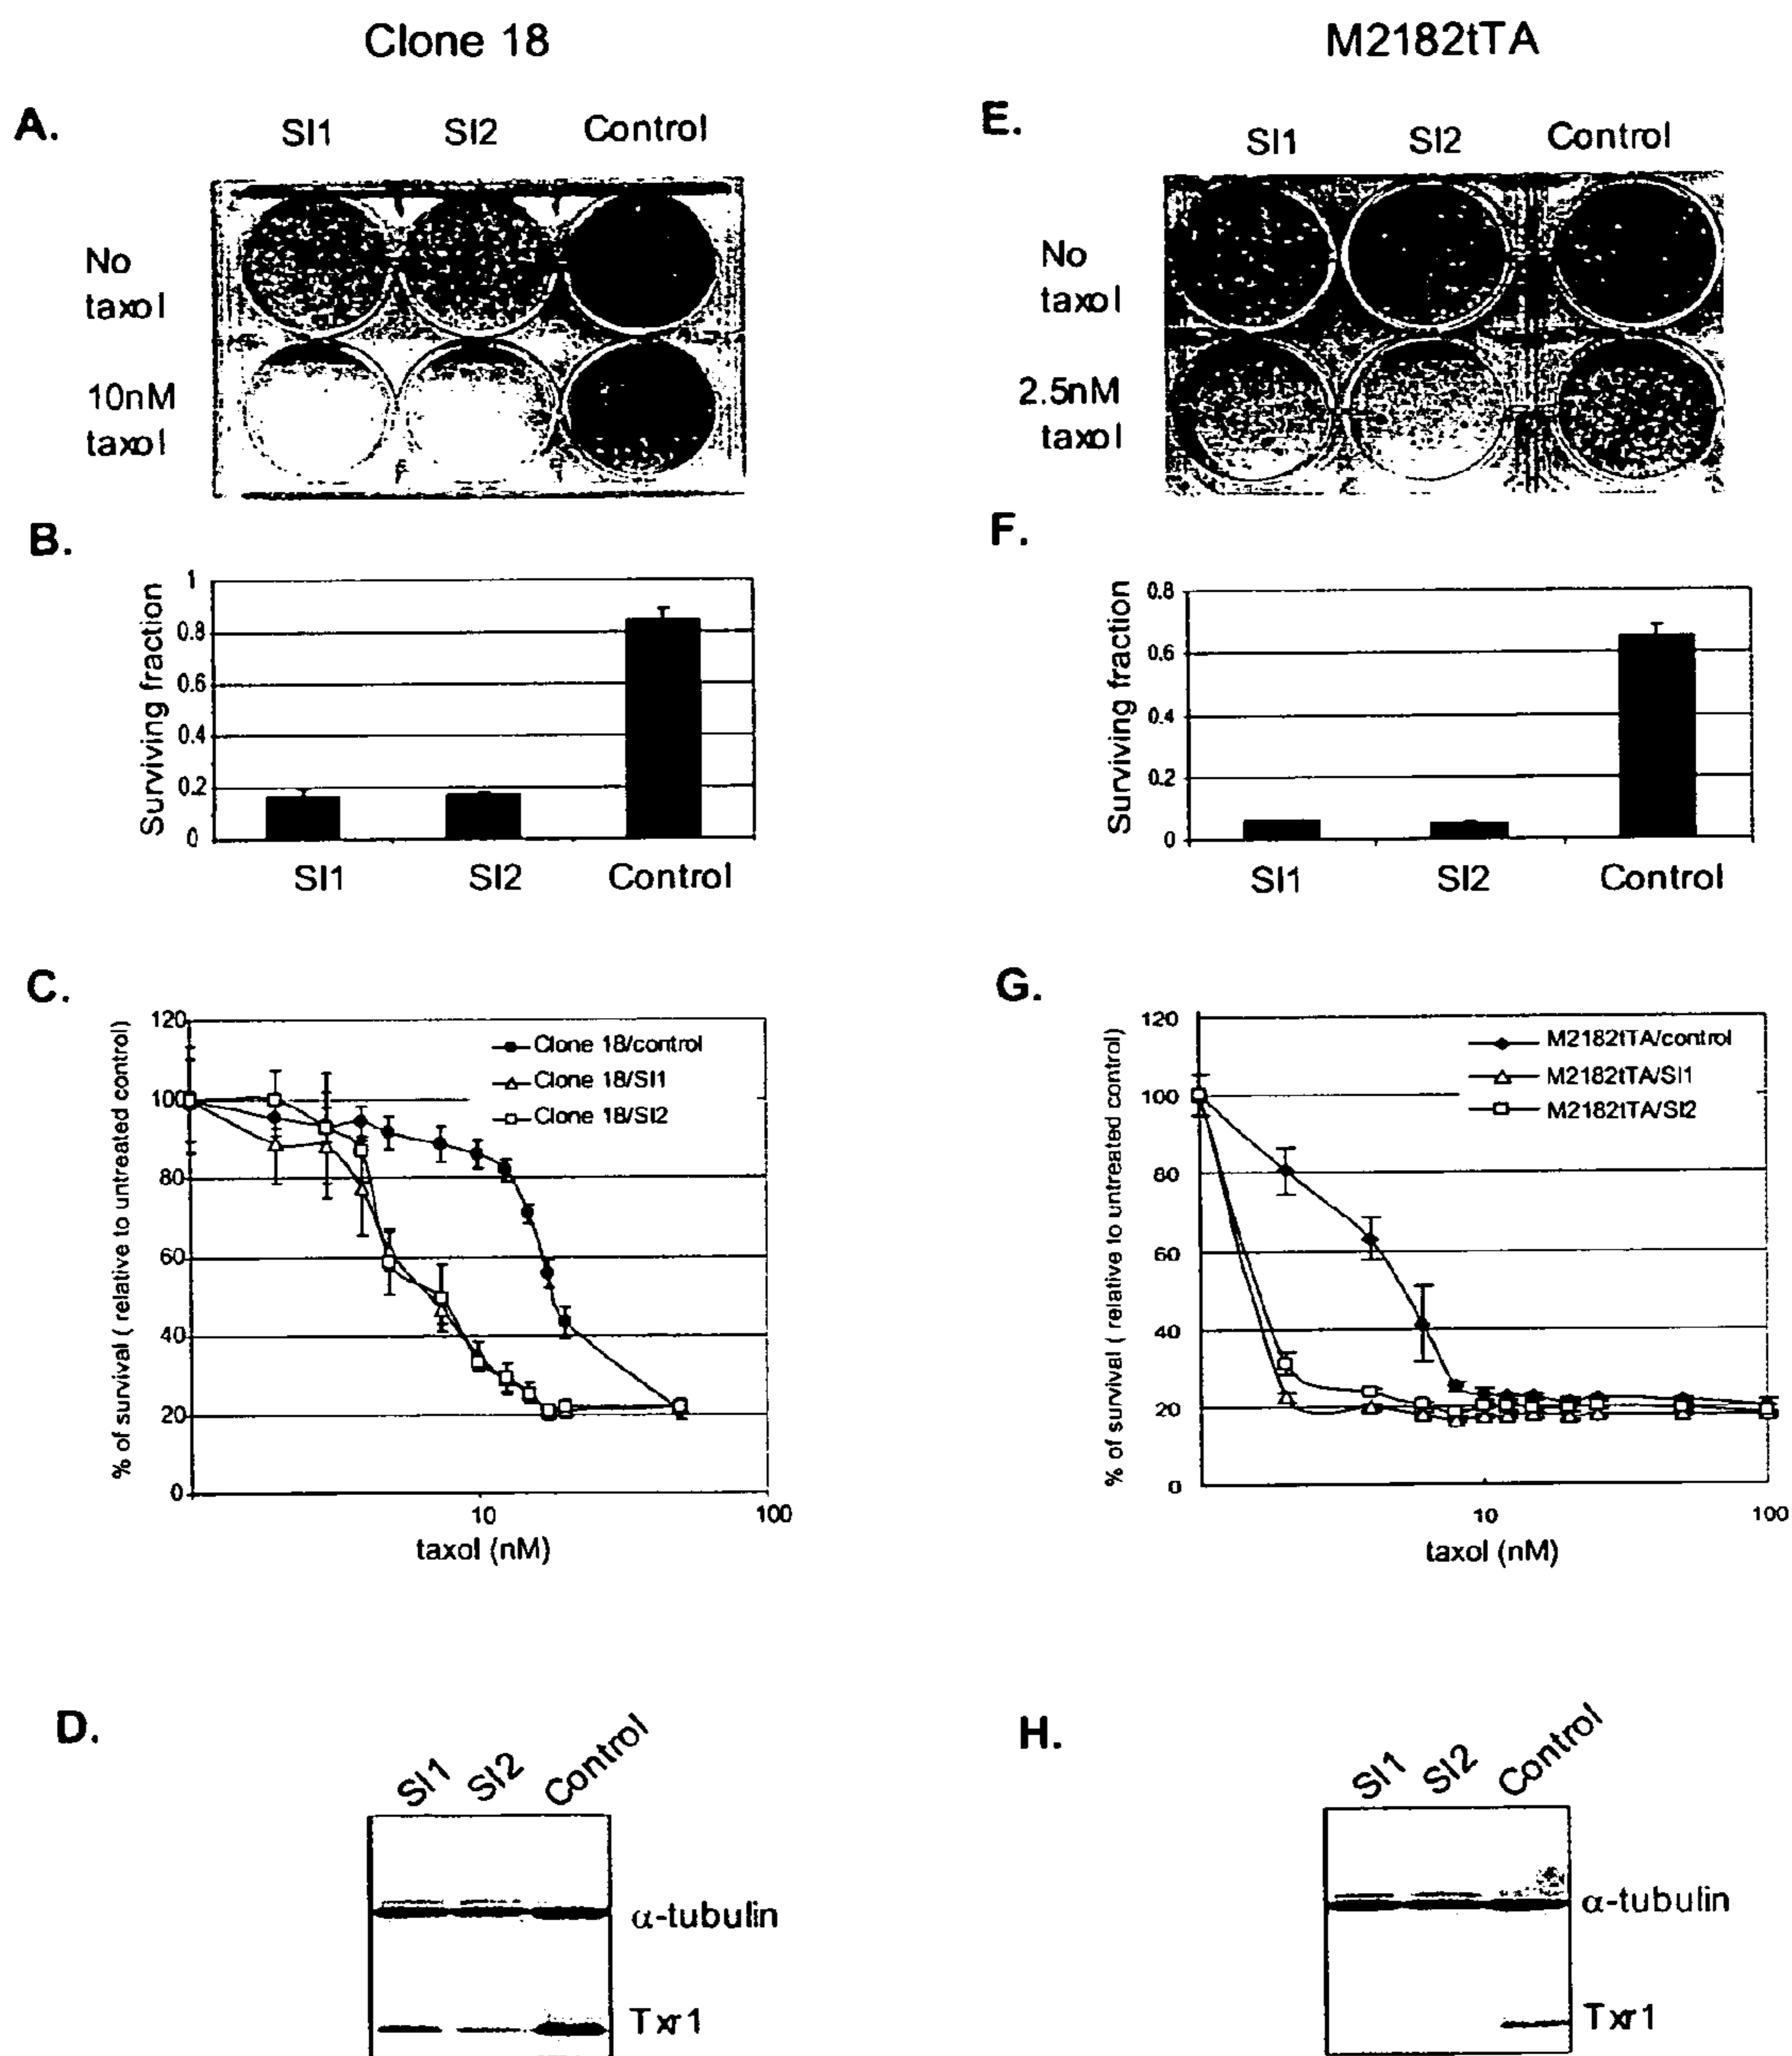 Clone 18
M2182tTA
A.
SI1 SI2 Control
No
taxol
10nM
taxol
E.
SI1 SI2 Control
No
taxol
2.5nM
taxol
B.
Surviving fraction
1
0.8
0.6
0.4
0.2
0
SI1 SI2 Control
F.
Surviving fraction
0.8
0.6
0.4
0.2
0
SI1 SI2 Control
C.
% of survival ( relative to untreated control)
120
100
80
60
40
20
0
Clone 18/control
Clone 18/SI1
Clone 18/SI2
10 100
taxol (nM)
G.
% of survival ( relative to untreated control)
120
100
80
60
40
20
0
M2182tTA/control
M2182tTA/SI1
M2182tTA/SI2
10 100
taxol (nM)
D.
SI1 SI2 Control
α-tubulin
Txr1
H.
SI1 SI2 Control
α-tubulin
Txr1